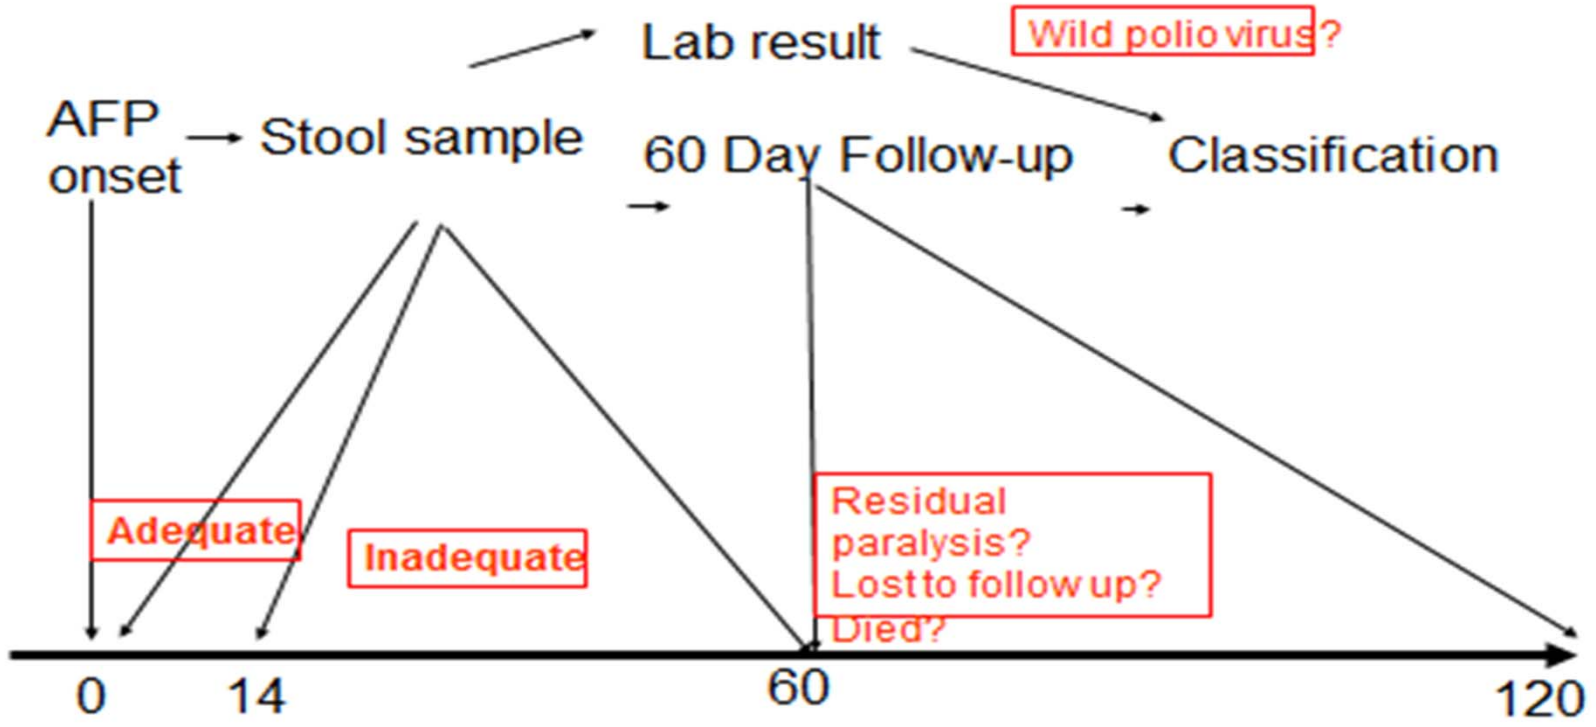 Lab result
Wild polio virus?
AFP
onset
Stool sample
60 Day Follow-up
Classification
Adequate
Inadequate
Residual
paralysis?
Lost to follow up?
Died?
0
14
60
120